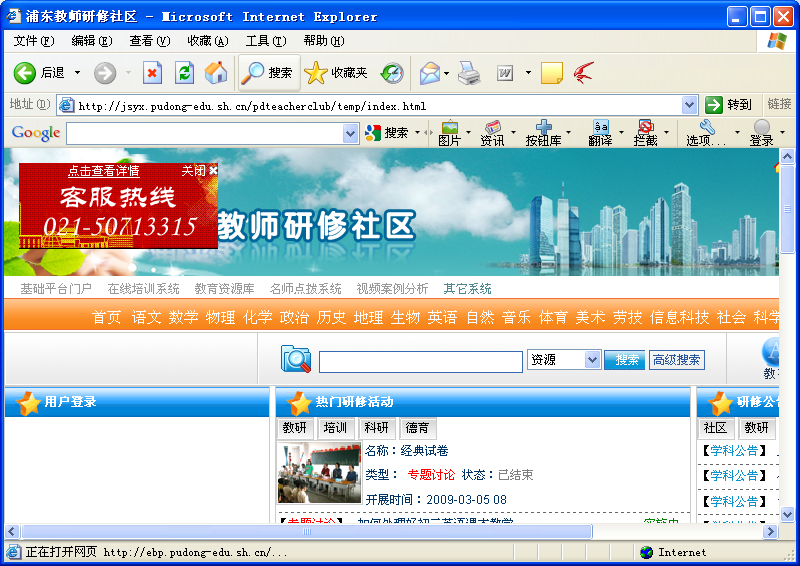 浦东教师研修社区 - Microsoft Internet Explorer
文件(F) 编辑(E) 查看(V) 收藏(A) 工具(T) 帮助(H)
后退 搜索 收藏夹
地址(D) http://jsyx.pudong-edu.sh.cn/pdteacherclub/temp/index.html 转到 链接
Google 搜索 图片 资讯 按钮库 翻译 拦截 选项... 登录
点击查看详情 关闭
客服热线
021-50713315
教师研修社区
基础平台门户 在线培训系统 教育资源库 名师点拨系统 视频案例分析 其它系统
首页 语文 数学 物理 化学 政治 历史 地理 生物 英语 自然 音乐 体育 美术 劳技 信息科技 社会 科学
资源 搜索 高级搜索
用户登录 热门研修活动 研修公
教研 培训 科研 德育 社区 教研
名称：经典试卷 【学科公告】
类型： 专题讨论 状态：已结束 【学科公告】
开展时间：2009-03-05 08 【学科公告】
【专题讨论】
正在打开网页 http://ebp.pudong-edu.sh.cn/... Internet